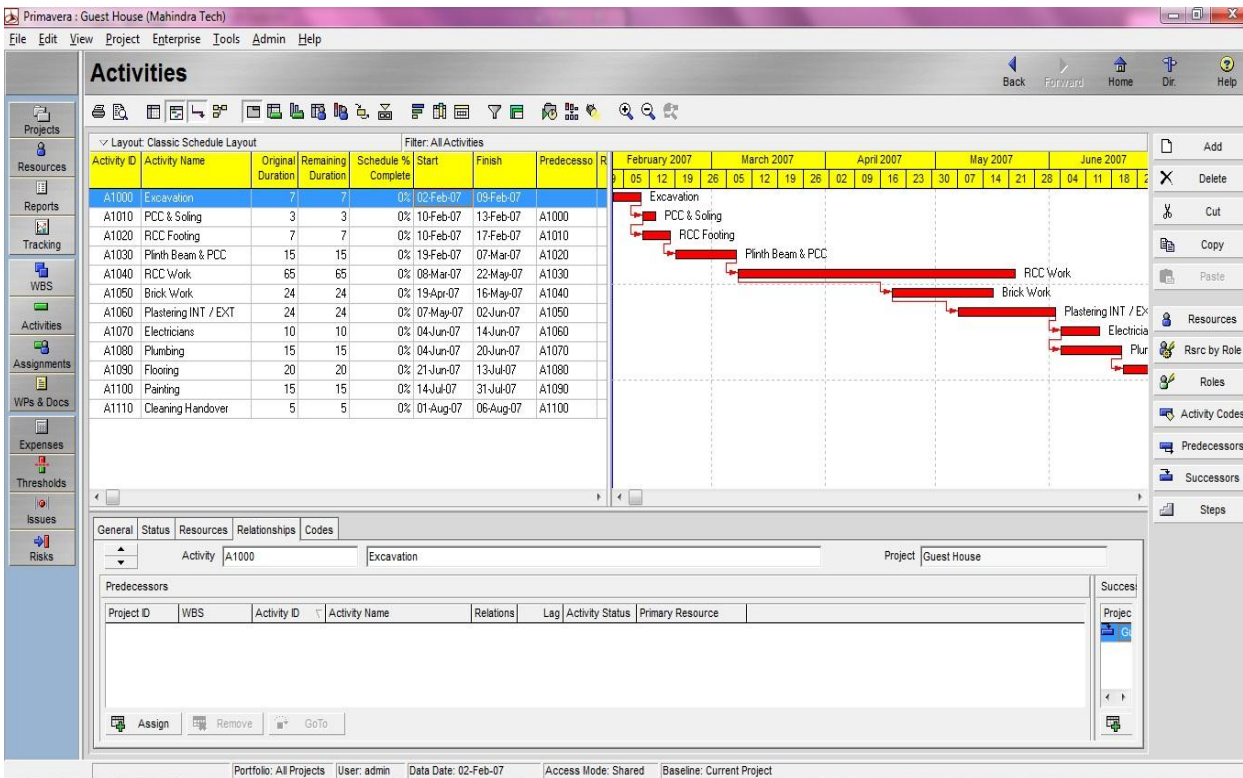 Primavera : Guest House (Mahindra Tech)
File Edit View Project Enterprise Tools Admin Help
Activities
Back Forward Home Dir. Help
Projects
Resources
Reports
Tracking
WBS
Activities
Assignments
WPs & Docs
Expenses
Thresholds
Issues
Risks
Layout: Classic Schedule Layout Filter: All Activities
Activity ID Activity Name Original Duration Remaining Duration Schedule % Complete Start Finish Predecesso R
A1000 Excavation 7 7 0% 02-Feb-07 09-Feb-07
A1010 PCC & Soling 3 3 0% 10-Feb-07 13-Feb-07 A1000
A1020 RCC Footing 7 7 0% 10-Feb-07 17-Feb-07 A1010
A1030 Plinth Beam & PCC 15 15 0% 19-Feb-07 07-Mar-07 A1020
A1040 RCC Work 65 65 0% 08-Mar-07 22-May-07 A1030
A1050 Brick Work 24 24 0% 19-Apr-07 16-May-07 A1040
A1060 Plastering INT / EXT 24 24 0% 07-May-07 02-Jun-07 A1050
A1070 Electricians 10 10 0% 04-Jun-07 14-Jun-07 A1060
A1080 Plumbing 15 15 0% 04-Jun-07 20-Jun-07 A1070
A1090 Flooring 20 20 0% 21-Jun-07 13-Jul-07 A1080
A1100 Painting 15 15 0% 14-Jul-07 31-Jul-07 A1090
A1110 Cleaning Handover 5 5 0% 01-Aug-07 06-Aug-07 A1100
February 2007 March 2007 April 2007 May 2007 June 2007
05 12 19 26 05 12 19 26 02 09 16 23 30 07 14 21 28 04 11 18 2
Excavation
PCC & Soling
RCC Footing
Plinth Beam & PCC
RCC Work
Brick Work
Plastering INT / EX
Electricia
Plur
Add
Delete
Cut
Copy
Paste
Resources
Rsrc by Role
Roles
Activity Codes
Predecessors
Successors
Steps
General Status Resources Relationships Codes
Activity A1000 Excavation Project Guest House
Predecessors Success
Project ID WBS Activity ID Activity Name Relations Lag Activity Status Primary Resource Projec
Assign Remove GoTo
Portfolio: All Projects User: admin Data Date: 02-Feb-07 Access Mode: Shared Baseline: Current Project